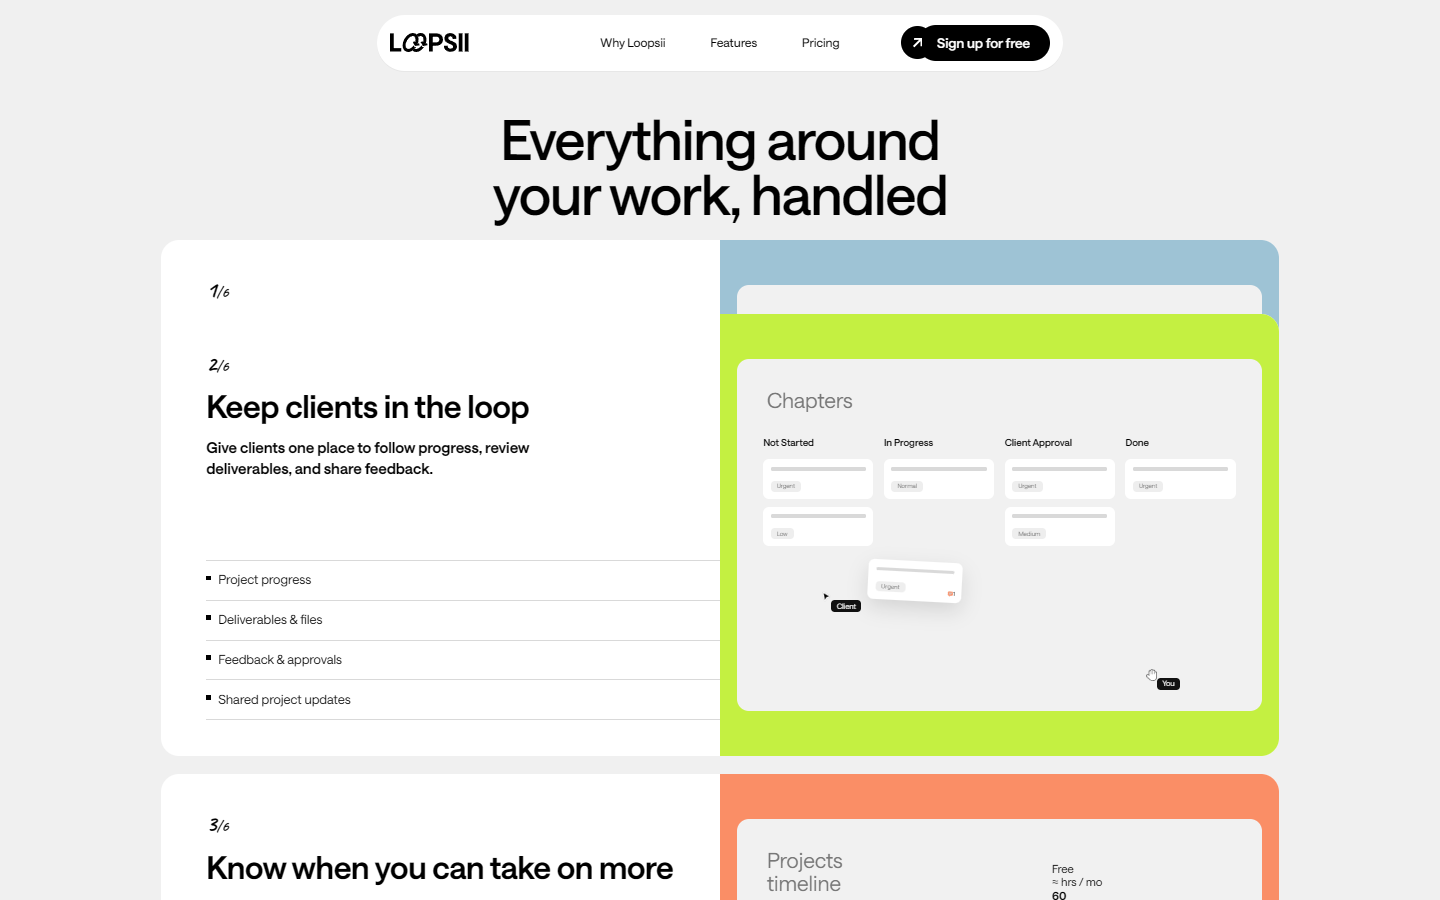 LOOPSII
Why Loopsii
Features
Pricing
Sign up for free
Everything around
your work, handled
1/6
2/6
Keep clients in the loop
Give clients one place to follow progress, review
deliverables, and share feedback.
Project progress
Deliverables & files
Feedback & approvals
Shared project updates
Chapters
Not Started
In Progress
Client Approval
Done
Urgent
Normal
Urgent
Urgent
Low
Medium
Urgent
1
Client
You
3/6
Know when you can take on more
Projects
timeline
Free
≈ hrs / mo
60